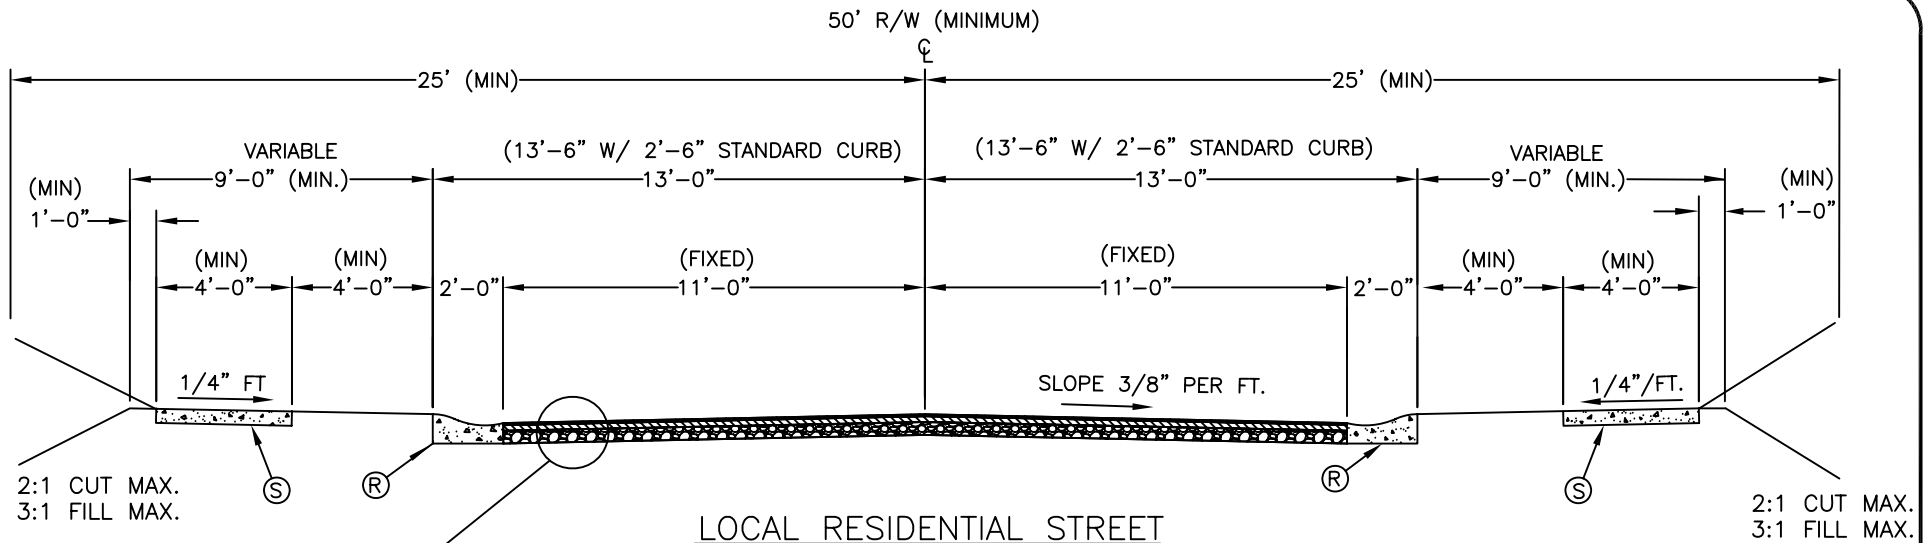 50' R/W (MINIMUM)
℄
25' (MIN) 25' (MIN)
VARIABLE (13'-6" W/ 2'-6" STANDARD CURB) (13'-6" W/ 2'-6" STANDARD CURB) VARIABLE
(MIN) 9'-0" (MIN.) 13'-0" 13'-0" 9'-0" (MIN.) (MIN)
1'-0" 1'-0"
(MIN) (MIN) (FIXED) (FIXED) (MIN) (MIN)
4'-0" 4'-0" 2'-0" 11'-0" 11'-0" 2'-0" 4'-0" 4'-0"
1/4" FT SLOPE 3/8" PER FT. 1/4"/FT.
2:1 CUT MAX. S R R S 2:1 CUT MAX.
3:1 FILL MAX. 3:1 FILL MAX.
LOCAL RESIDENTIAL STREET